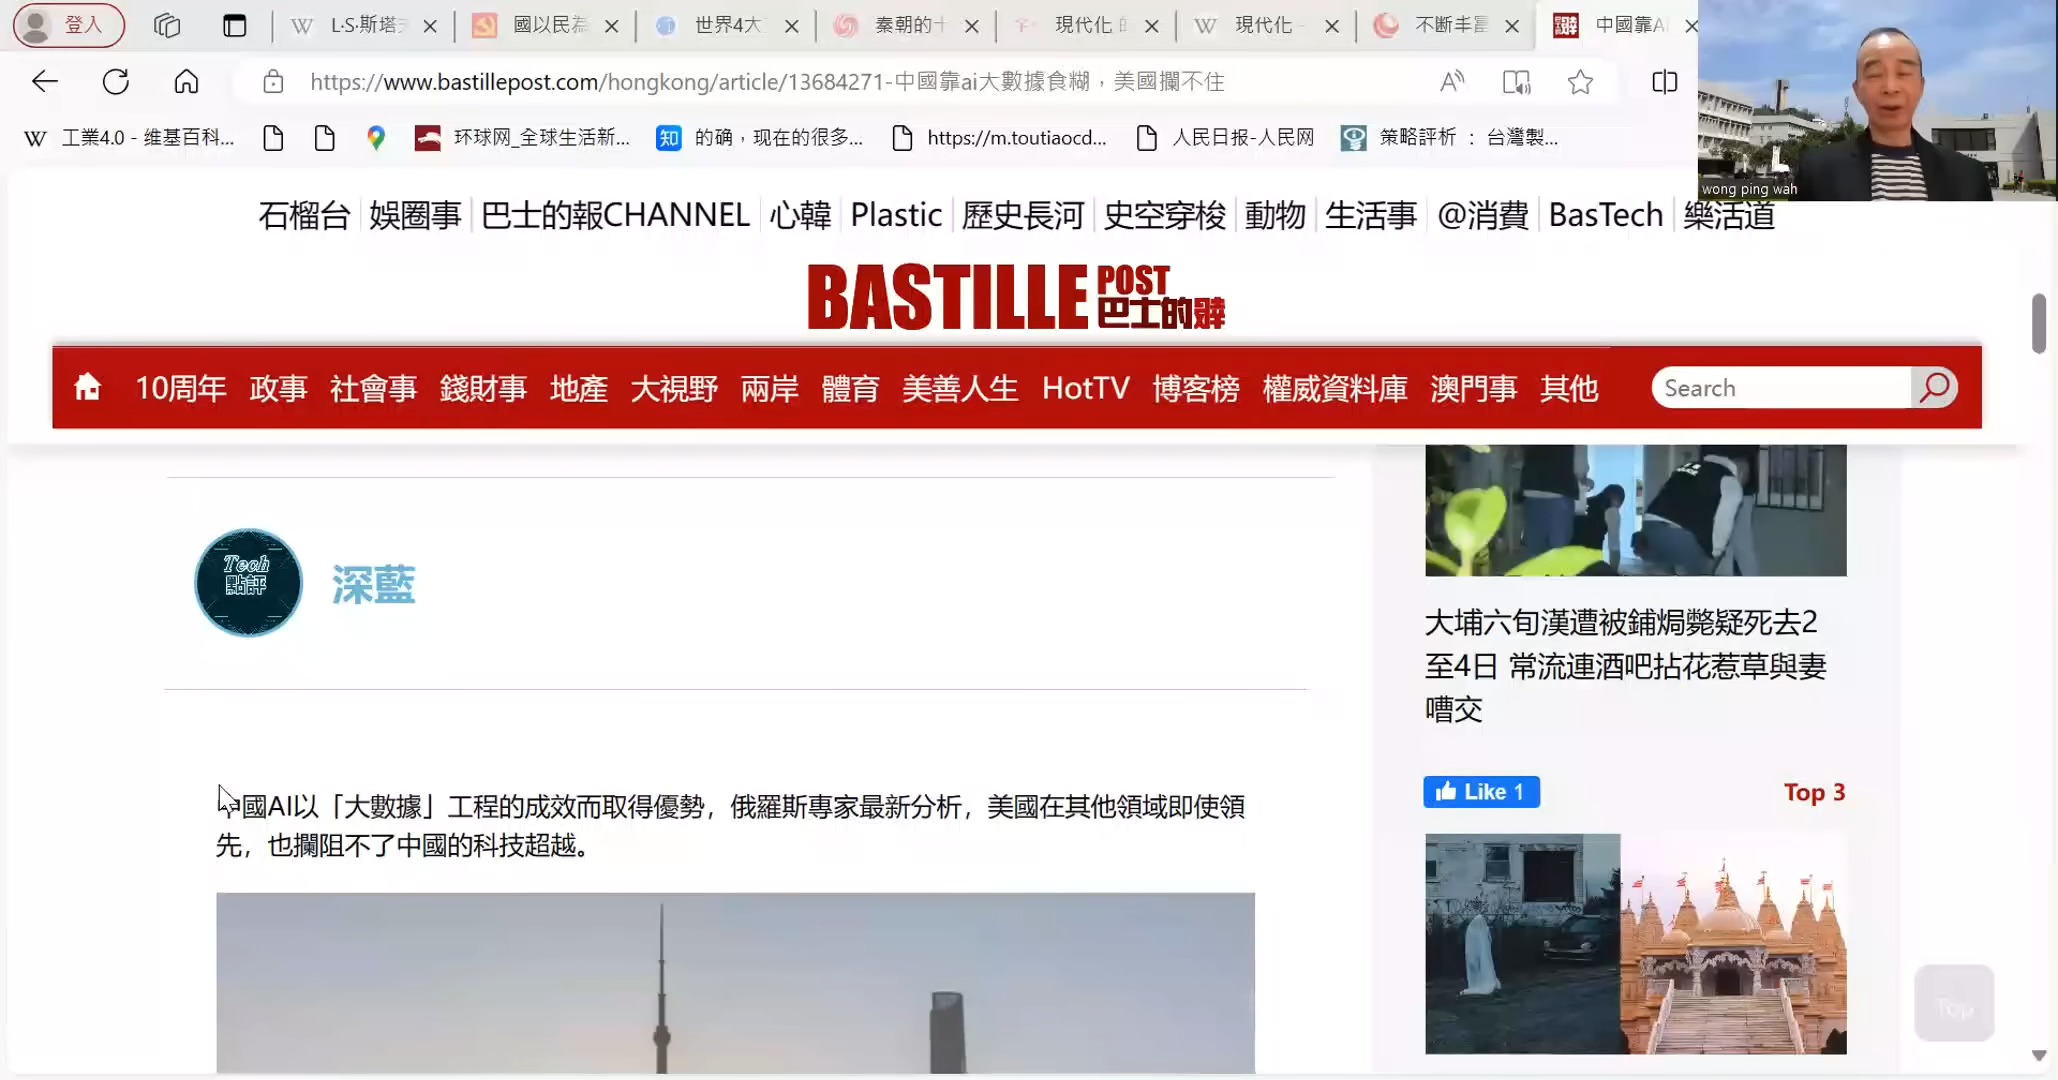 登入
L·S·斯塔
國以民為
世界4大
秦朝的十
現代化
現代化 -
不断丰
中國靠A
https://www.bastillepost.com/hongkong/article/13684271-中國靠ai大數據食糊，美國攔不住
工業4.0 - 维基百科...
环球网_全球生活新...
知 的确，现在的很多...
https://m.toutiaocd...
人民日报-人民网
策略評析 ： 台灣製...
wong ping wah
石榴台 娛圈事 巴士的報CHANNEL 心韓 Plastic 歷史長河 史空穿梭 動物 生活事 @消費 BasTech 樂活道
BASTILLE POST 巴士的報
10周年 政事 社會事 錢財事 地產 大視野 兩岸 體育 美善人生 HotTV 博客榜 權威資料庫 澳門事 其他 Search
Tech
點評
深藍
中國AI以「大數據」工程的成效而取得優勢，俄羅斯專家最新分析，美國在其他領域即使領
先，也攔阻不了中國的科技超越。
大埔六旬漢遭被鋪焗斃疑死去2
至4日 常流連酒吧拈花惹草與妻
嘈交
Like 1
Top 3
Top